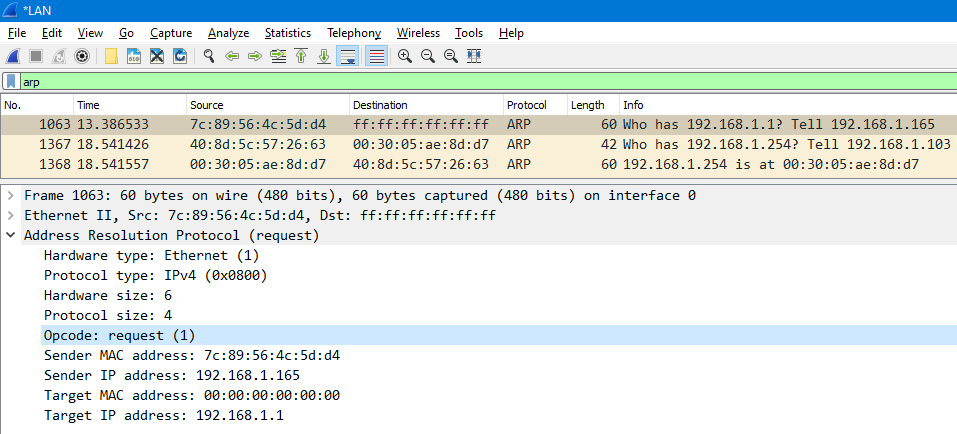 *LAN
File Edit View Go Capture Analyze Statistics Telephony Wireless Tools Help
arp
No. Time Source Destination Protocol Length Info
1063 13.386533 7c:89:56:4c:5d:d4 ff:ff:ff:ff:ff:ff ARP 60 Who has 192.168.1.1? Tell 192.168.1.165
1367 18.541426 40:8d:5c:57:26:63 00:30:05:ae:8d:d7 ARP 42 Who has 192.168.1.254? Tell 192.168.1.103
1368 18.541557 00:30:05:ae:8d:d7 40:8d:5c:57:26:63 ARP 60 192.168.1.254 is at 00:30:05:ae:8d:d7
Frame 1063: 60 bytes on wire (480 bits), 60 bytes captured (480 bits) on interface 0
Ethernet II, Src: 7c:89:56:4c:5d:d4, Dst: ff:ff:ff:ff:ff:ff
Address Resolution Protocol (request)
Hardware type: Ethernet (1)
Protocol type: IPv4 (0x0800)
Hardware size: 6
Protocol size: 4
Opcode: request (1)
Sender MAC address: 7c:89:56:4c:5d:d4
Sender IP address: 192.168.1.165
Target MAC address: 00:00:00:00:00:00
Target IP address: 192.168.1.1